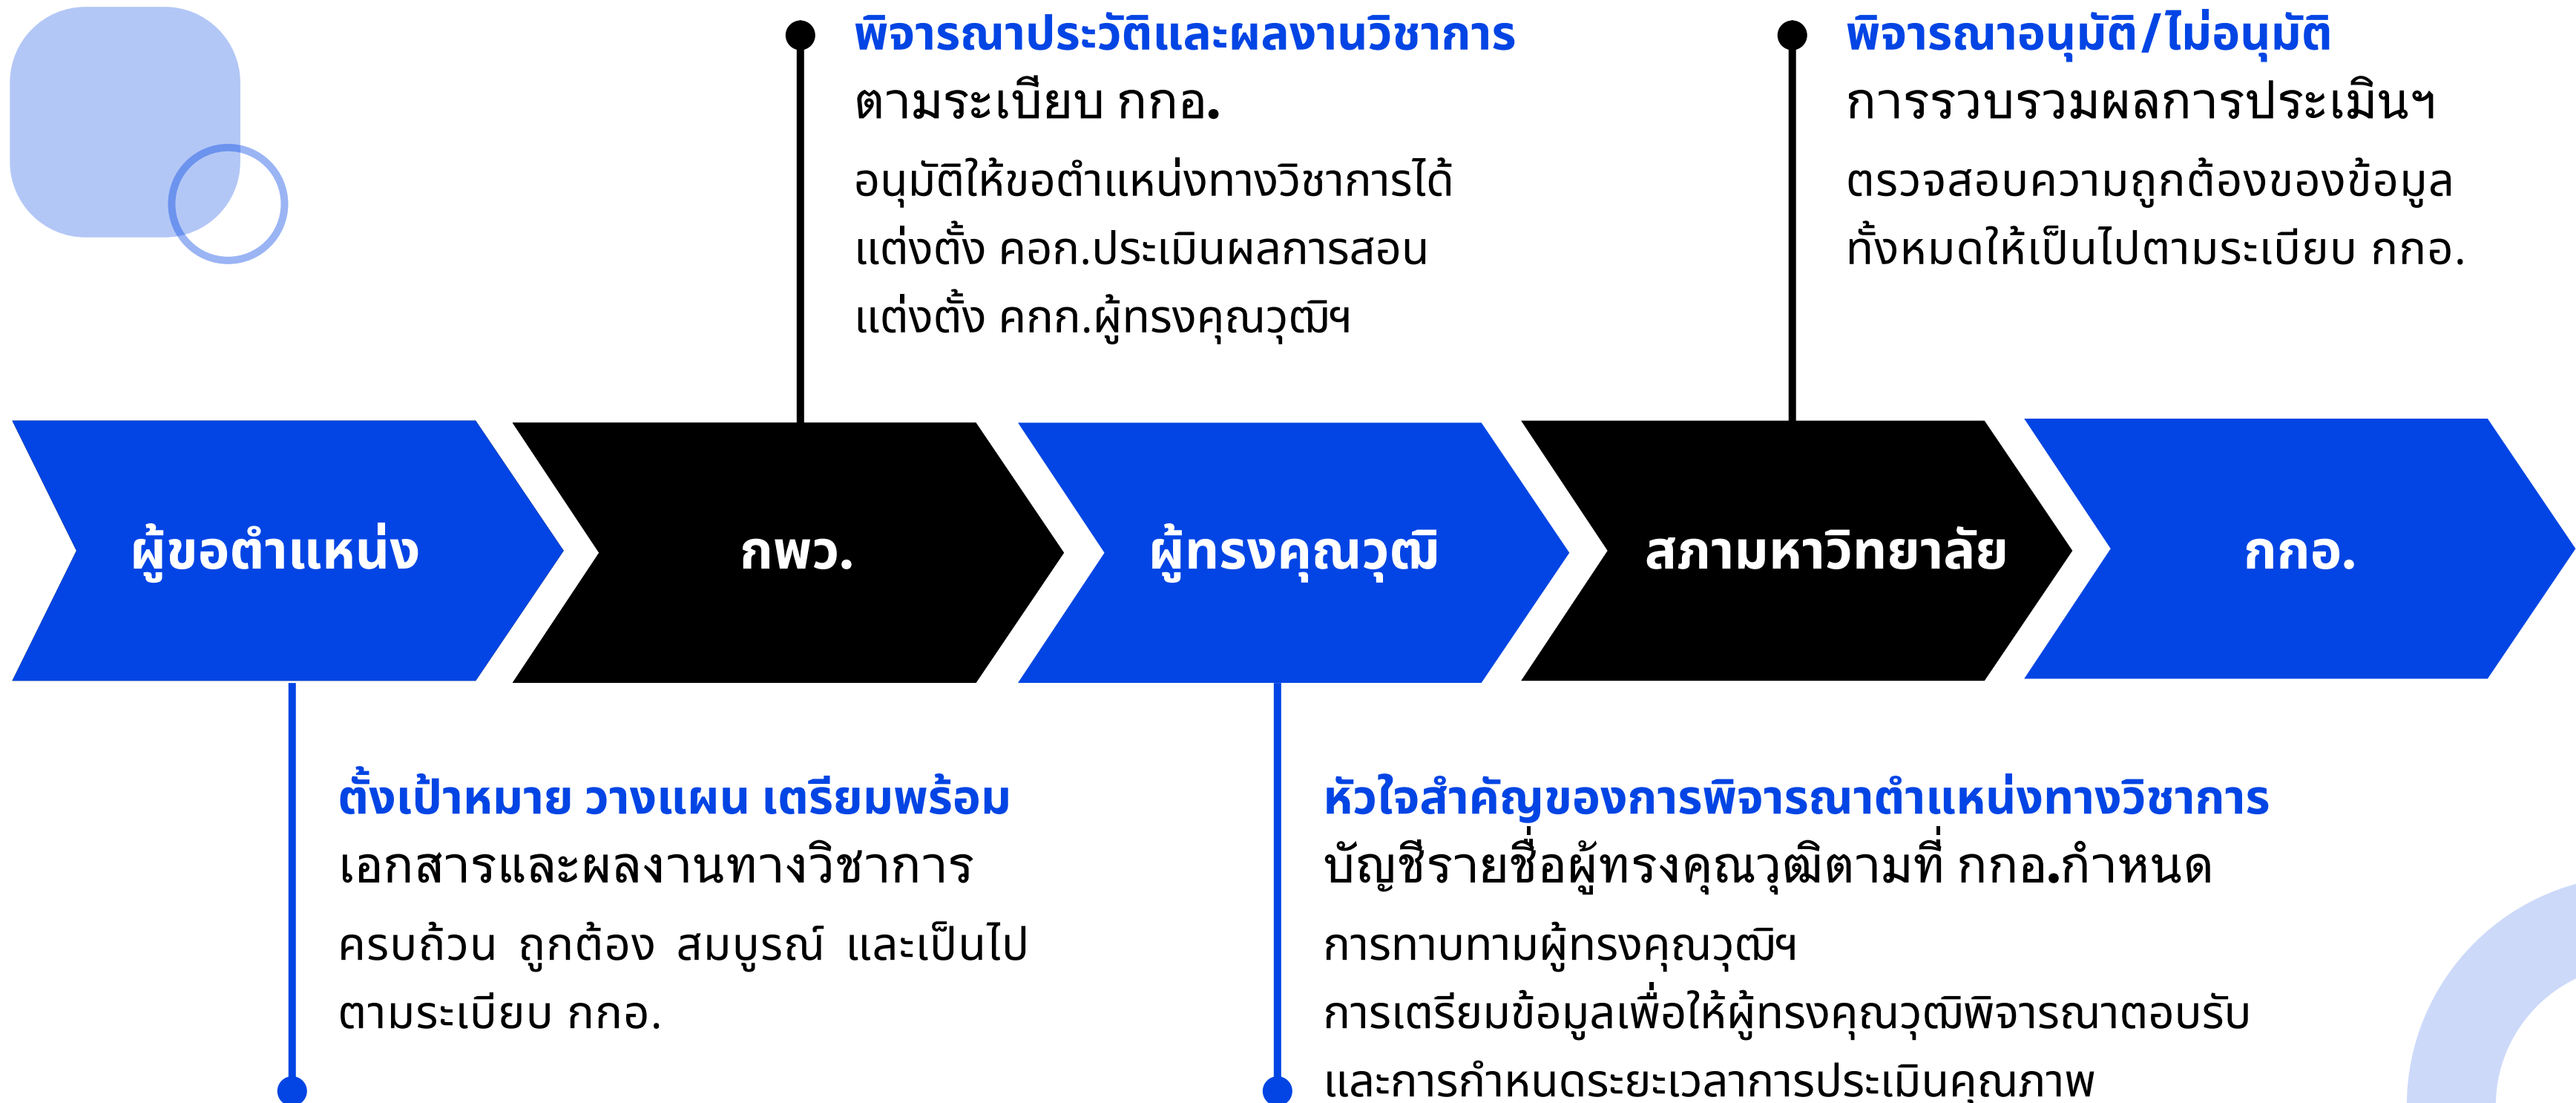 พิจารณาประวัติและผลงานวิชาการ
ตามระเบียบ กกอ.
อนุมัติให้ขอตำแหน่งทางวิชาการได้
แต่งตั้ง คอก.ประเมินผลการสอน
แต่งตั้ง คกก.ผู้ทรงคุณวุฒิฯ
พิจารณาอนุมัติ/ไม่อนุมัติ
การรวบรวมผลการประเมินฯ
ตรวจสอบความถูกต้องของข้อมูล
ทั้งหมดให้เป็นไปตามระเบียบ กกอ.
ผู้ขอตำแหน่ง
กพว.
ผู้ทรงคุณวุฒิ
สภามหาวิทยาลัย
กกอ.
ตั้งเป้าหมาย วางแผน เตรียมพร้อม
เอกสารและผลงานทางวิชาการ
ครบถ้วน ถูกต้อง สมบูรณ์ และเป็นไป
ตามระเบียบ กกอ.
หัวใจสำคัญของการพิจารณาตำแหน่งทางวิชาการ
บัญชีรายชื่อผู้ทรงคุณวุฒิตามที่ กกอ.กำหนด
การทาบทามผู้ทรงคุณวุฒิฯ
การเตรียมข้อมูลเพื่อให้ผู้ทรงคุณวุฒิพิจารณาตอบรับ
และการกำหนดระยะเวลาการประเมินคุณภาพ